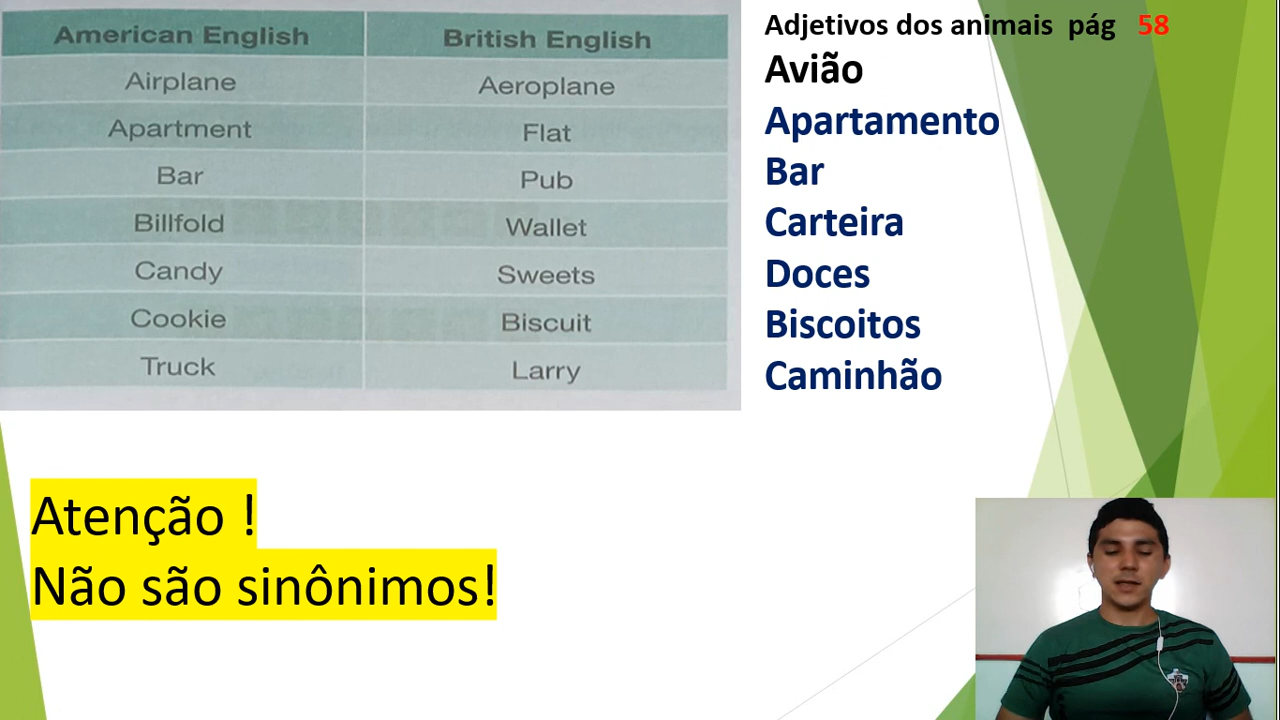 American English British English
Airplane Aeroplane
Apartment Flat
Bar Pub
Billfold Wallet
Candy Sweets
Cookie Biscuit
Truck Larry
Adjetivos dos animais pág 58
Avião
Apartamento
Bar
Carteira
Doces
Biscoitos
Caminhão
Atenção !
Não são sinônimos!